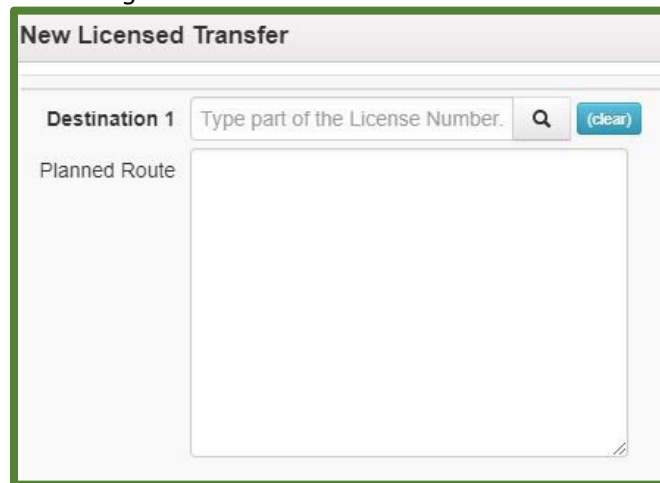 New Licensed Transfer
Destination 1 Type part of the License Number. (clear)
Planned Route